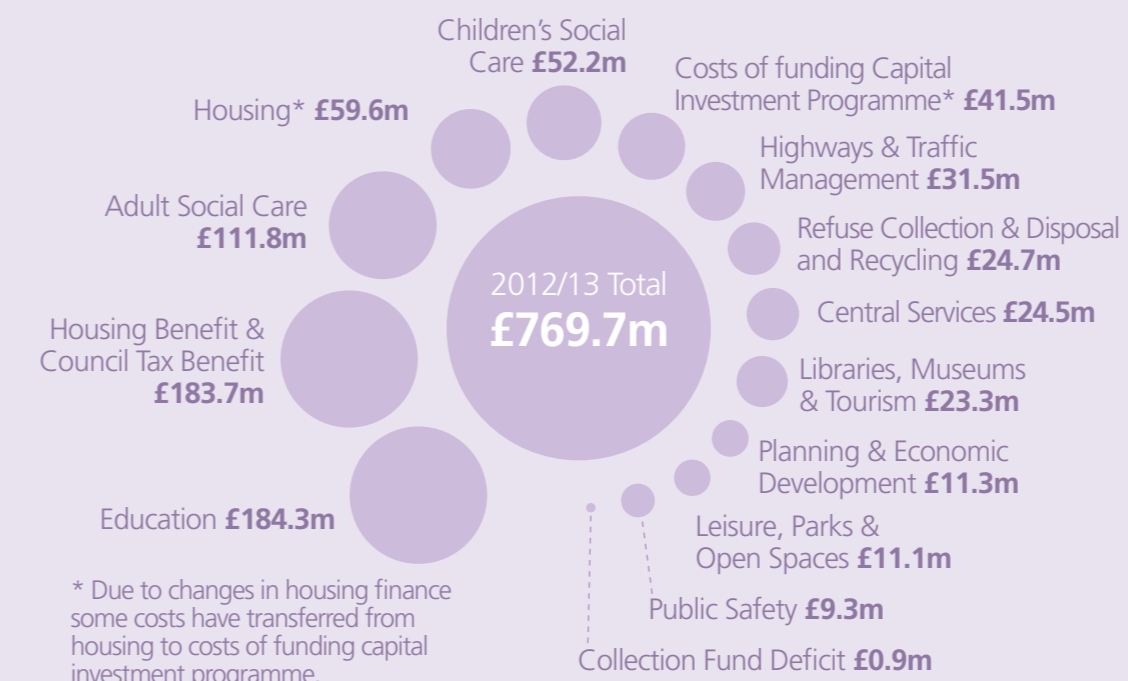 Children's Social
Care £52.2m
Costs of funding Capital
Investment Programme* £41.5m
Housing* £59.6m
Highways & Traffic
Management £31.5m
Adult Social Care
£111.8m
Refuse Collection & Disposal
and Recycling £24.7m
2012/13 Total
£769.7m
Central Services £24.5m
Housing Benefit &
Council Tax Benefit
£183.7m
Libraries, Museums
& Tourism £23.3m
Planning & Economic
Development £11.3m
Education £184.3m
Leisure, Parks &
Open Spaces £11.1m
Public Safety £9.3m
Collection Fund Deficit £0.9m
* Due to changes in housing finance
some costs have transferred from
housing to costs of funding capital
investment programme.